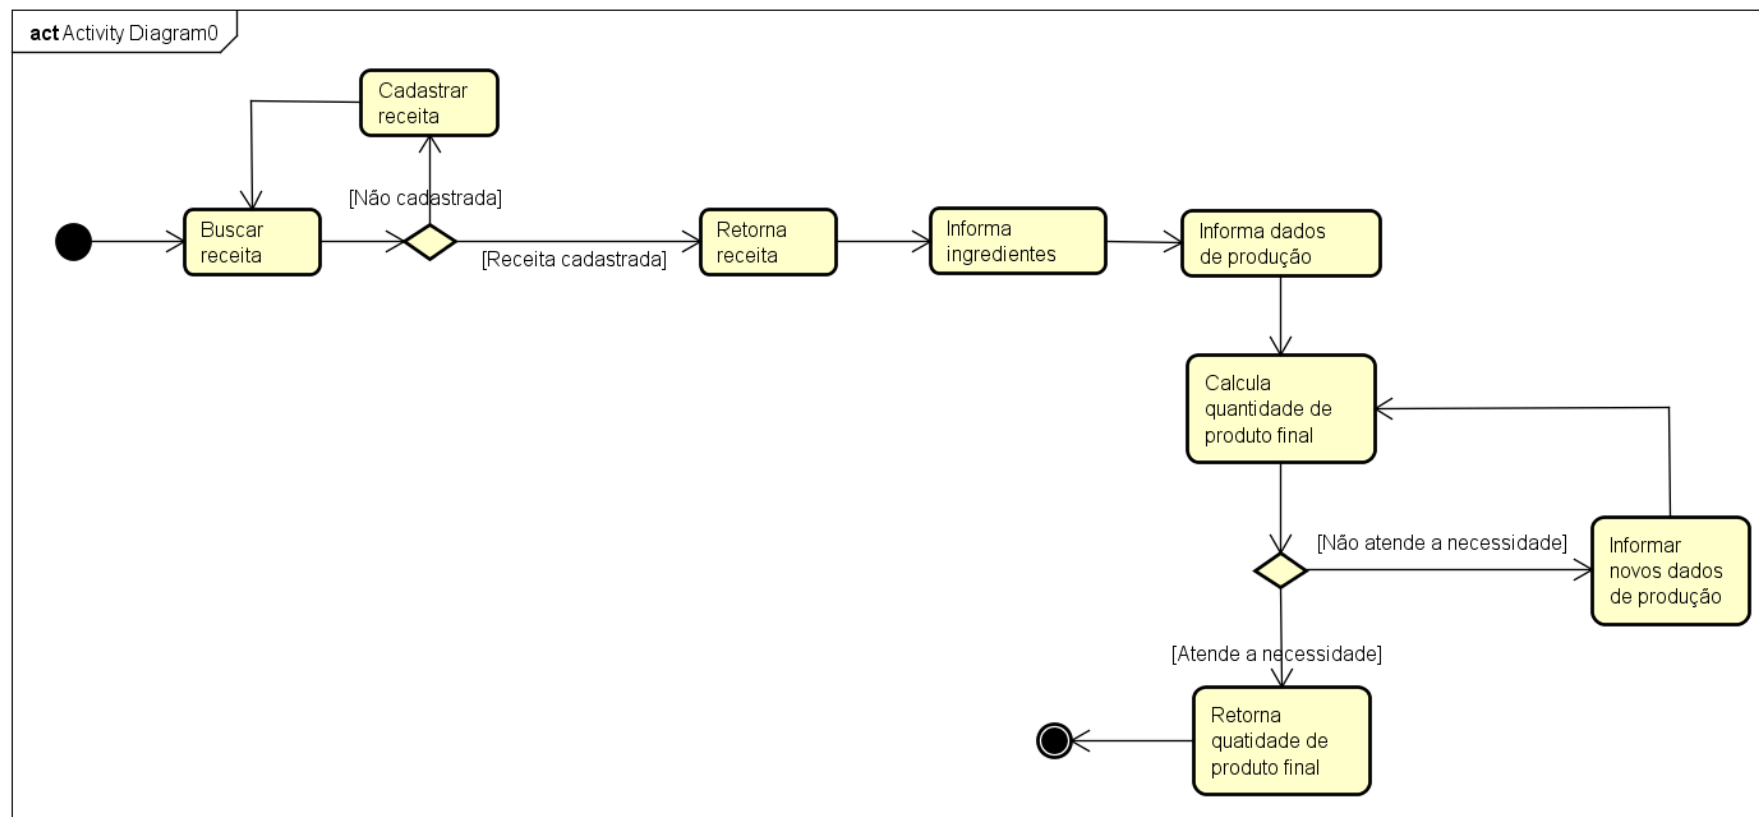 act Activity Diagram0
Cadastrar
receita
[Não cadastrada]
Buscar
receita
[Receita cadastrada]
Retorna
receita
Informa
ingredientes
Informa dados
de produção
Calcula
quantidade de
produto final
[Não atende a necessidade]
Informar
novos dados
de produção
[Atende a necessidade]
Retorna
quatidade de
produto final